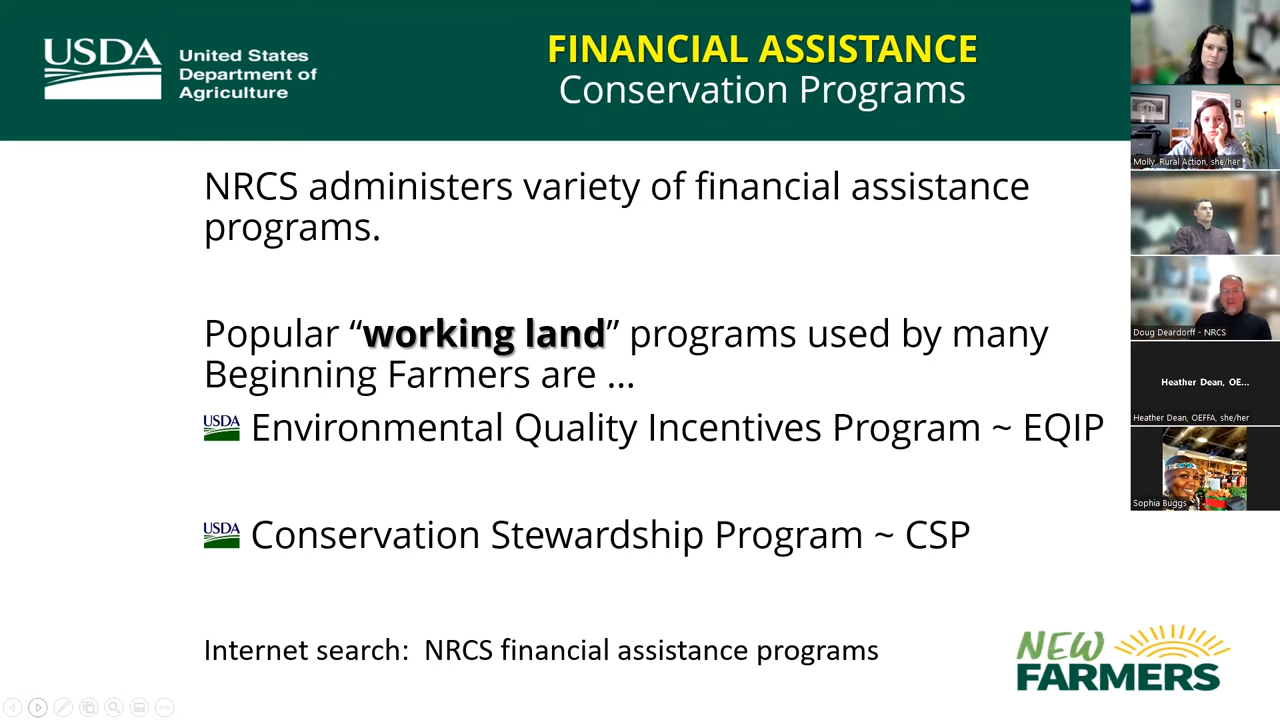 USDA
United States
Department of
Agriculture
FINANCIAL ASSISTANCE
Conservation Programs
NRCS administers variety of financial assistance
programs.
Popular “working land” programs used by many
Beginning Farmers are ...
USDA
Environmental Quality Incentives Program ~ EQIP
USDA
Conservation Stewardship Program ~ CSP
Internet search:  NRCS financial assistance programs
NEW
FARMERS
Molly, Rural Action, she/her
Doug Deardorff - NRCS
Heather Dean, OE...
Heather Dean, OEFFA, she/her
Sophia Buggs